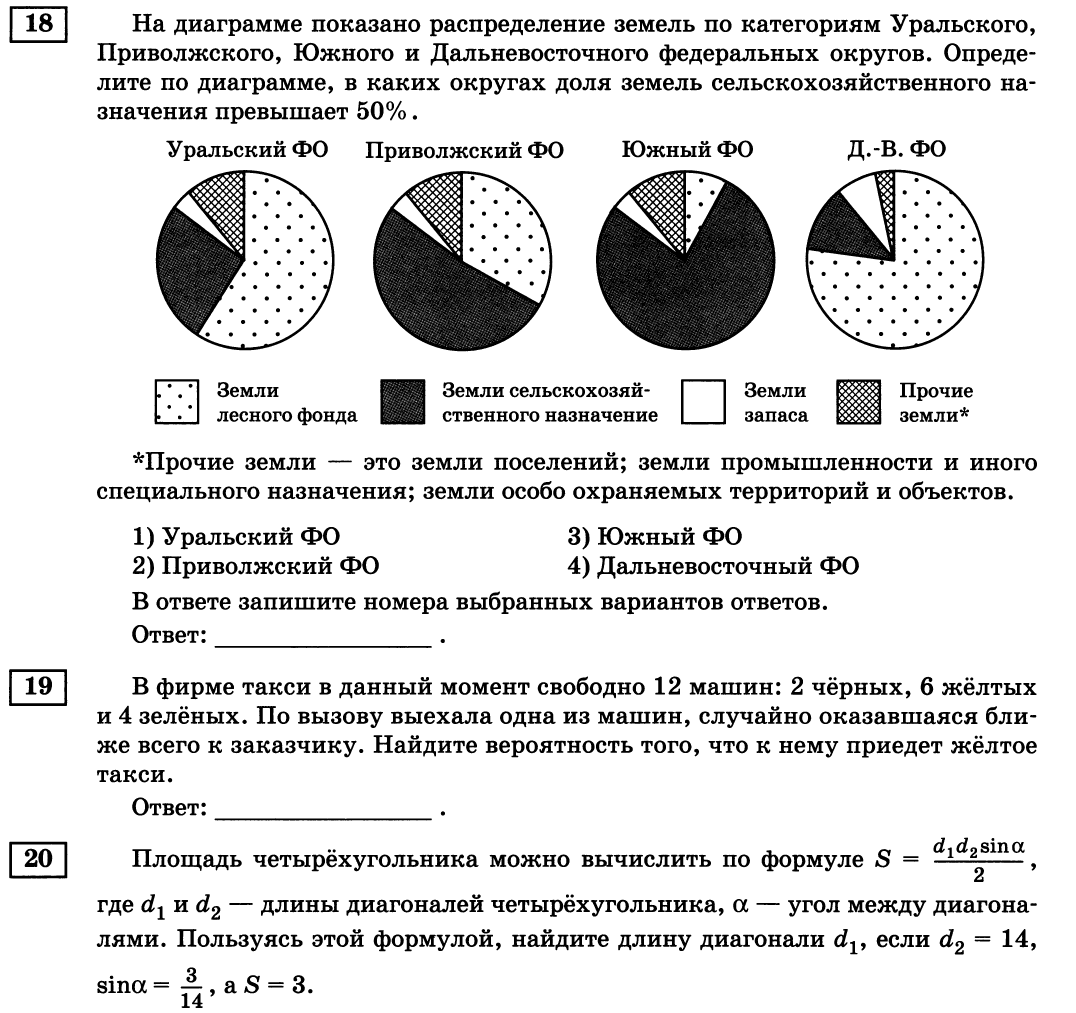 18
На диаграмме показано распределение земель по категориям Уральского,
Приволжского, Южного и Дальневосточного федеральных округов. Опреде-
лите по диаграмме, в каких округах доля земель сельскохозяйственного на-
значения превышает 50%.
Уральский ФО Приволжский ФО Южный ФО Д.-В. ФО
Земли Земли сельскохозяй- Земли Прочие
лесного фонда ственного назначение запаса земли*
*Прочие земли — это земли поселений; земли промышленности и иного
специального назначения; земли особо охраняемых территорий и объектов.
1) Уральский ФО 3) Южный ФО
2) Приволжский ФО 4) Дальневосточный ФО
В ответе запишите номера выбранных вариантов ответов.
Ответ: ____________________ .
19
В фирме такси в данный момент свободно 12 машин: 2 чёрных, 6 жёлтых
и 4 зелёных. По вызову выехала одна из машин, случайно оказавшаяся бли-
же всего к заказчику. Найдите вероятность того, что к нему приедет жёлтое
такси.
Ответ: ____________________ .
20
Площадь четырёхугольника можно вычислить по формуле S = d₁d₂sinα/2,
где d₁ и d₂ — длины диагоналей четырёхугольника, α — угол между диагона-
лями. Пользуясь этой формулой, найдите длину диагонали d₁, если d₂ = 14,
sinα = 3/14, а S = 3.